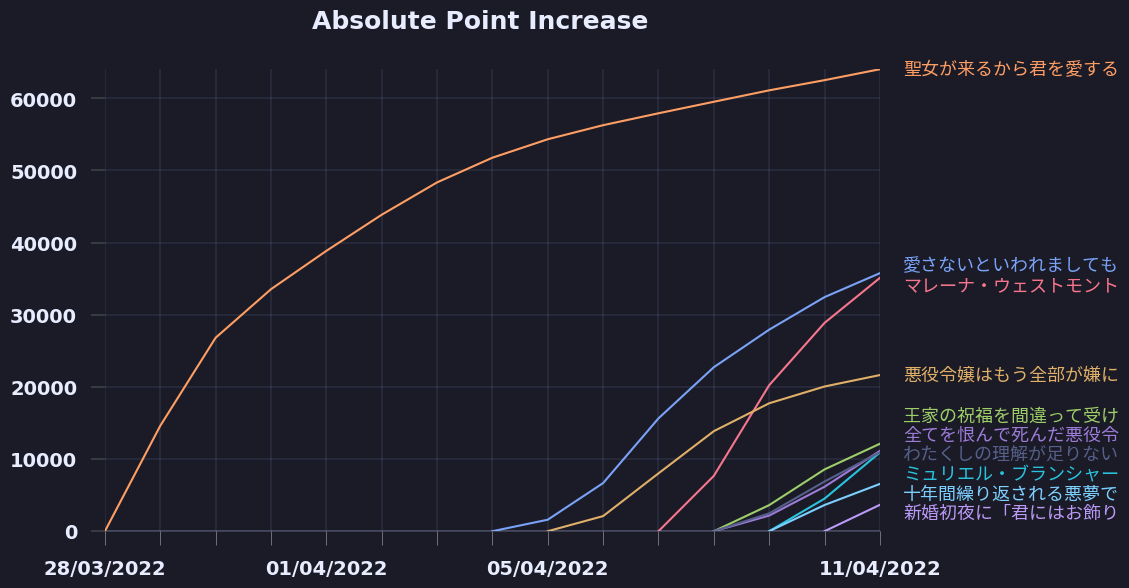 Absolute Point Increase
60000
50000
40000
30000
20000
10000
0
28/03/2022
01/04/2022
05/04/2022
11/04/2022
聖女が来るから君を愛する
愛さないといわれましても
マレーナ・ウェストモント
悪役令嬢はもう全部が嫌に
王家の祝福を間違って受け
全てを恨んで死んだ悪役令
わたくしの理解が足りない
ミュリエル・ブランシャー
十年間繰り返される悪夢で
新婚初夜に「君にはお飾り